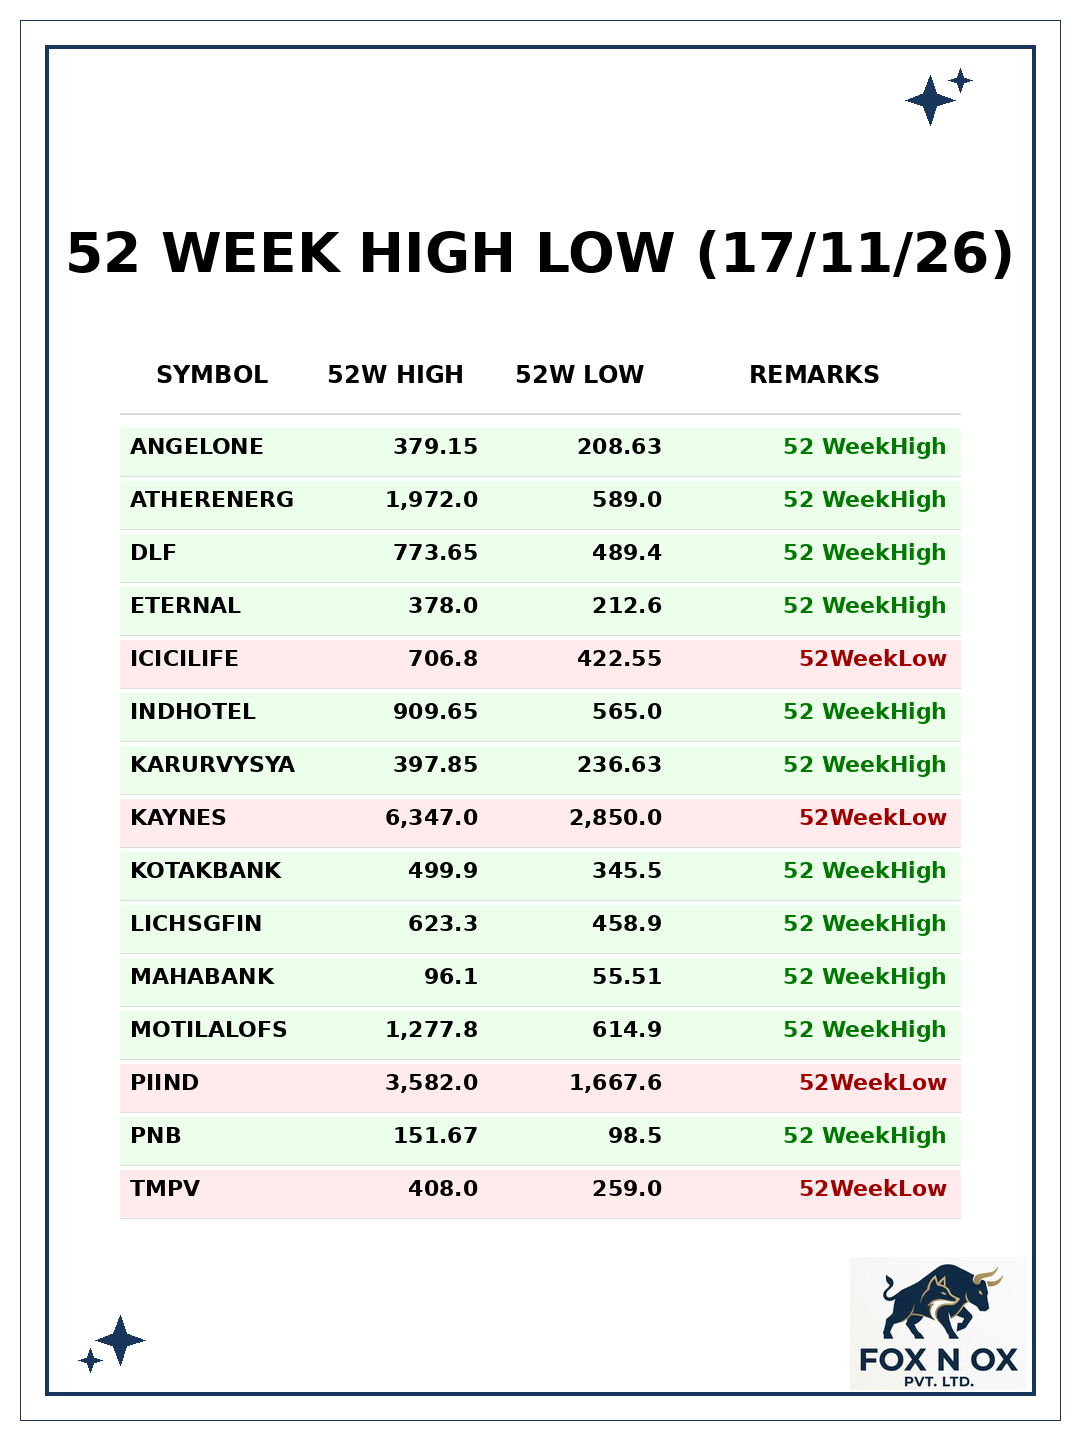 52 WEEK HIGH LOW (17/11/26)
SYMBOL 52W HIGH 52W LOW REMARKS
ANGELONE 379.15 208.63 52 WeekHigh
ATHERENERG 1,972.0 589.0 52 WeekHigh
DLF 773.65 489.4 52 WeekHigh
ETERNAL 378.0 212.6 52 WeekHigh
ICICILIFE 706.8 422.55 52WeekLow
INDHOTEL 909.65 565.0 52 WeekHigh
KARURVYSYA 397.85 236.63 52 WeekHigh
KAYNES 6,347.0 2,850.0 52WeekLow
KOTAKBANK 499.9 345.5 52 WeekHigh
LICHSGFIN 623.3 458.9 52 WeekHigh
MAHABANK 96.1 55.51 52 WeekHigh
MOTILALOFS 1,277.8 614.9 52 WeekHigh
PIIND 3,582.0 1,667.6 52WeekLow
PNB 151.67 98.5 52 WeekHigh
TMPV 408.0 259.0 52WeekLow
FOX N OX
PVT. LTD.